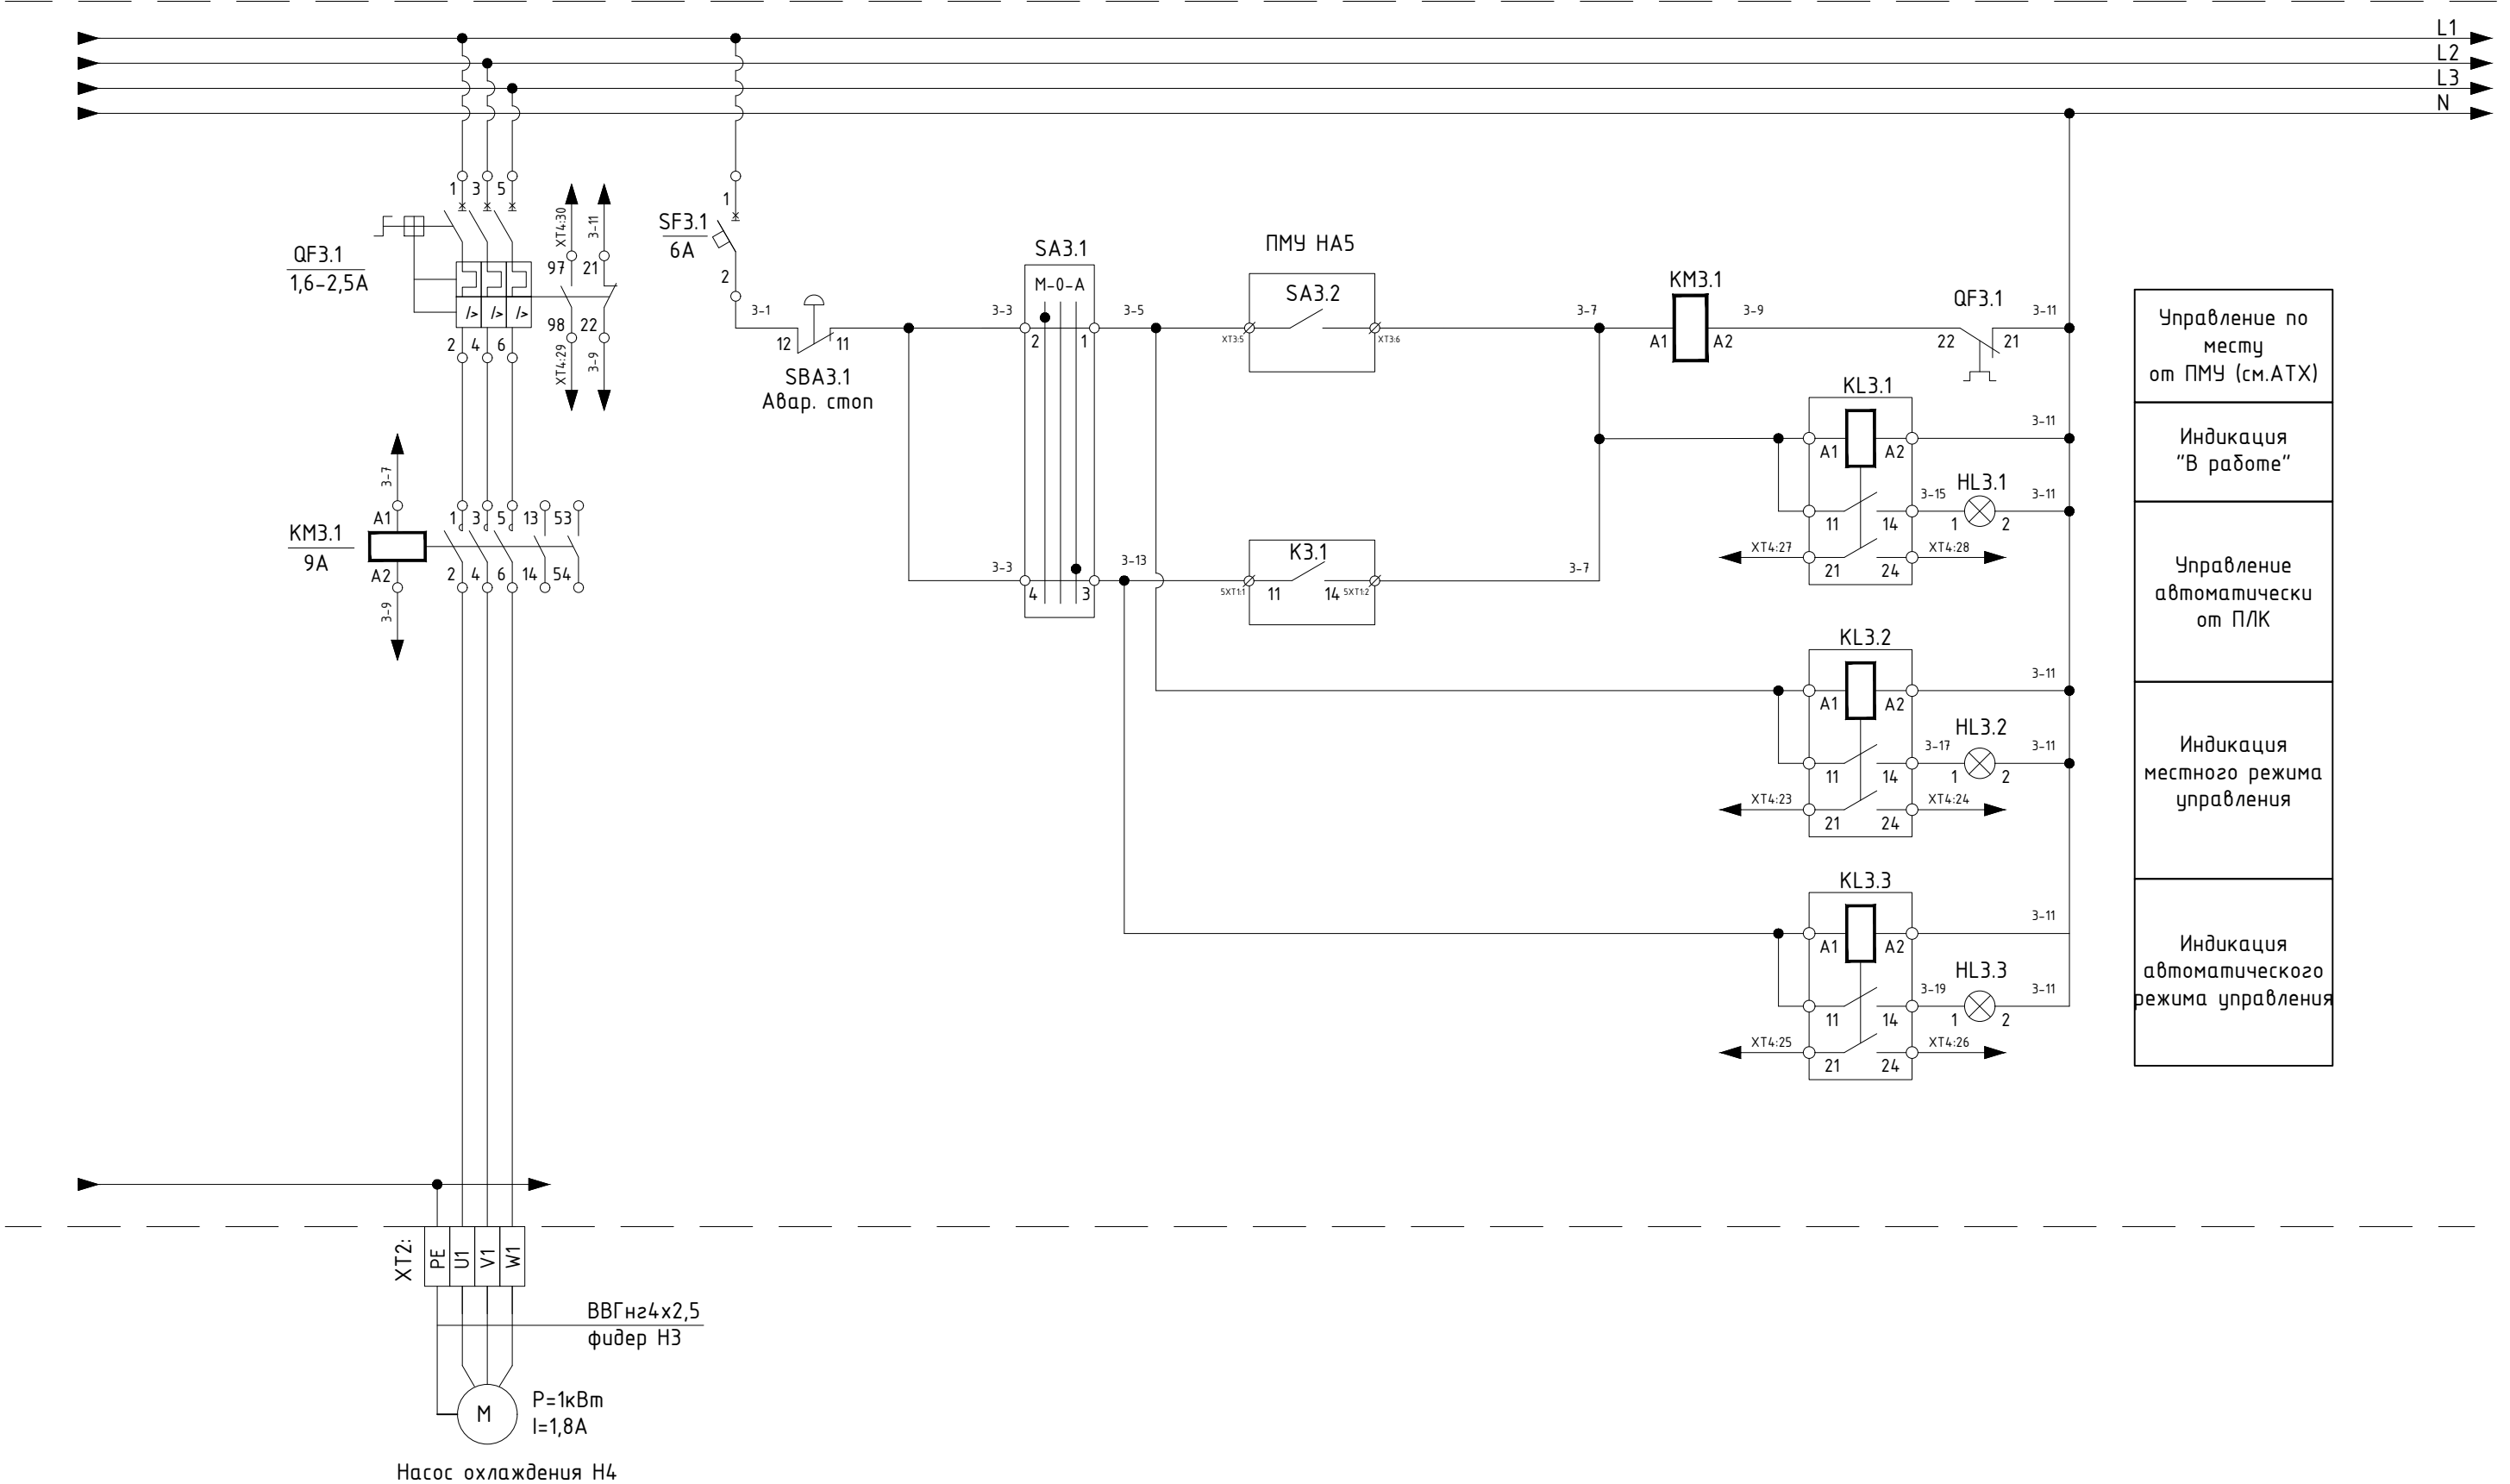 L1
L2
L3
N
1 3 5
XT4:30
3-11
QF3.1
1,6-2,5A
97 21
I> I> I>
98 22
2 4 6
XT4:29
3-9
1
SF3.1
6A
2
3-1
12 11
SBA3.1
Авар. стоп
3-3
SA3.1
M-0-A
2 1
3-5
ПМУ НА5
SA3.2
XT3:5
XT3:6
3-7
KM3.1
A1 A2
3-9
QF3.1
22 21
3-11
Управление по
месту
от ПМУ (см.АТХ)
KL3.1
A1 A2
3-11
Индикация
"В работе"
11 14
3-15
HL3.1
1 2
3-11
XT4:27
21 24
XT4:28
3-7
KM3.1
9A
A1
A2
3-9
1 3 5 13 53
2 4 6 14 54
3-3
4 3
3-13
K3.1
5XT1:1
11 14
5XT1:2
3-7
Управление
автоматически
от ПЛК
KL3.2
A1 A2
3-11
11 14
3-17
HL3.2
1 2
3-11
XT4:23
21 24
XT4:24
Индикация
местного режима
управления
KL3.3
A1 A2
3-11
11 14
3-19
HL3.3
1 2
3-11
XT4:25
21 24
XT4:26
Индикация
автоматического
режима управления
XT2:
PE
U1
V1
W1
ВВГнг4х2,5
фидер Н3
M
P=1кВт
I=1,8А
Насос охлаждения Н4